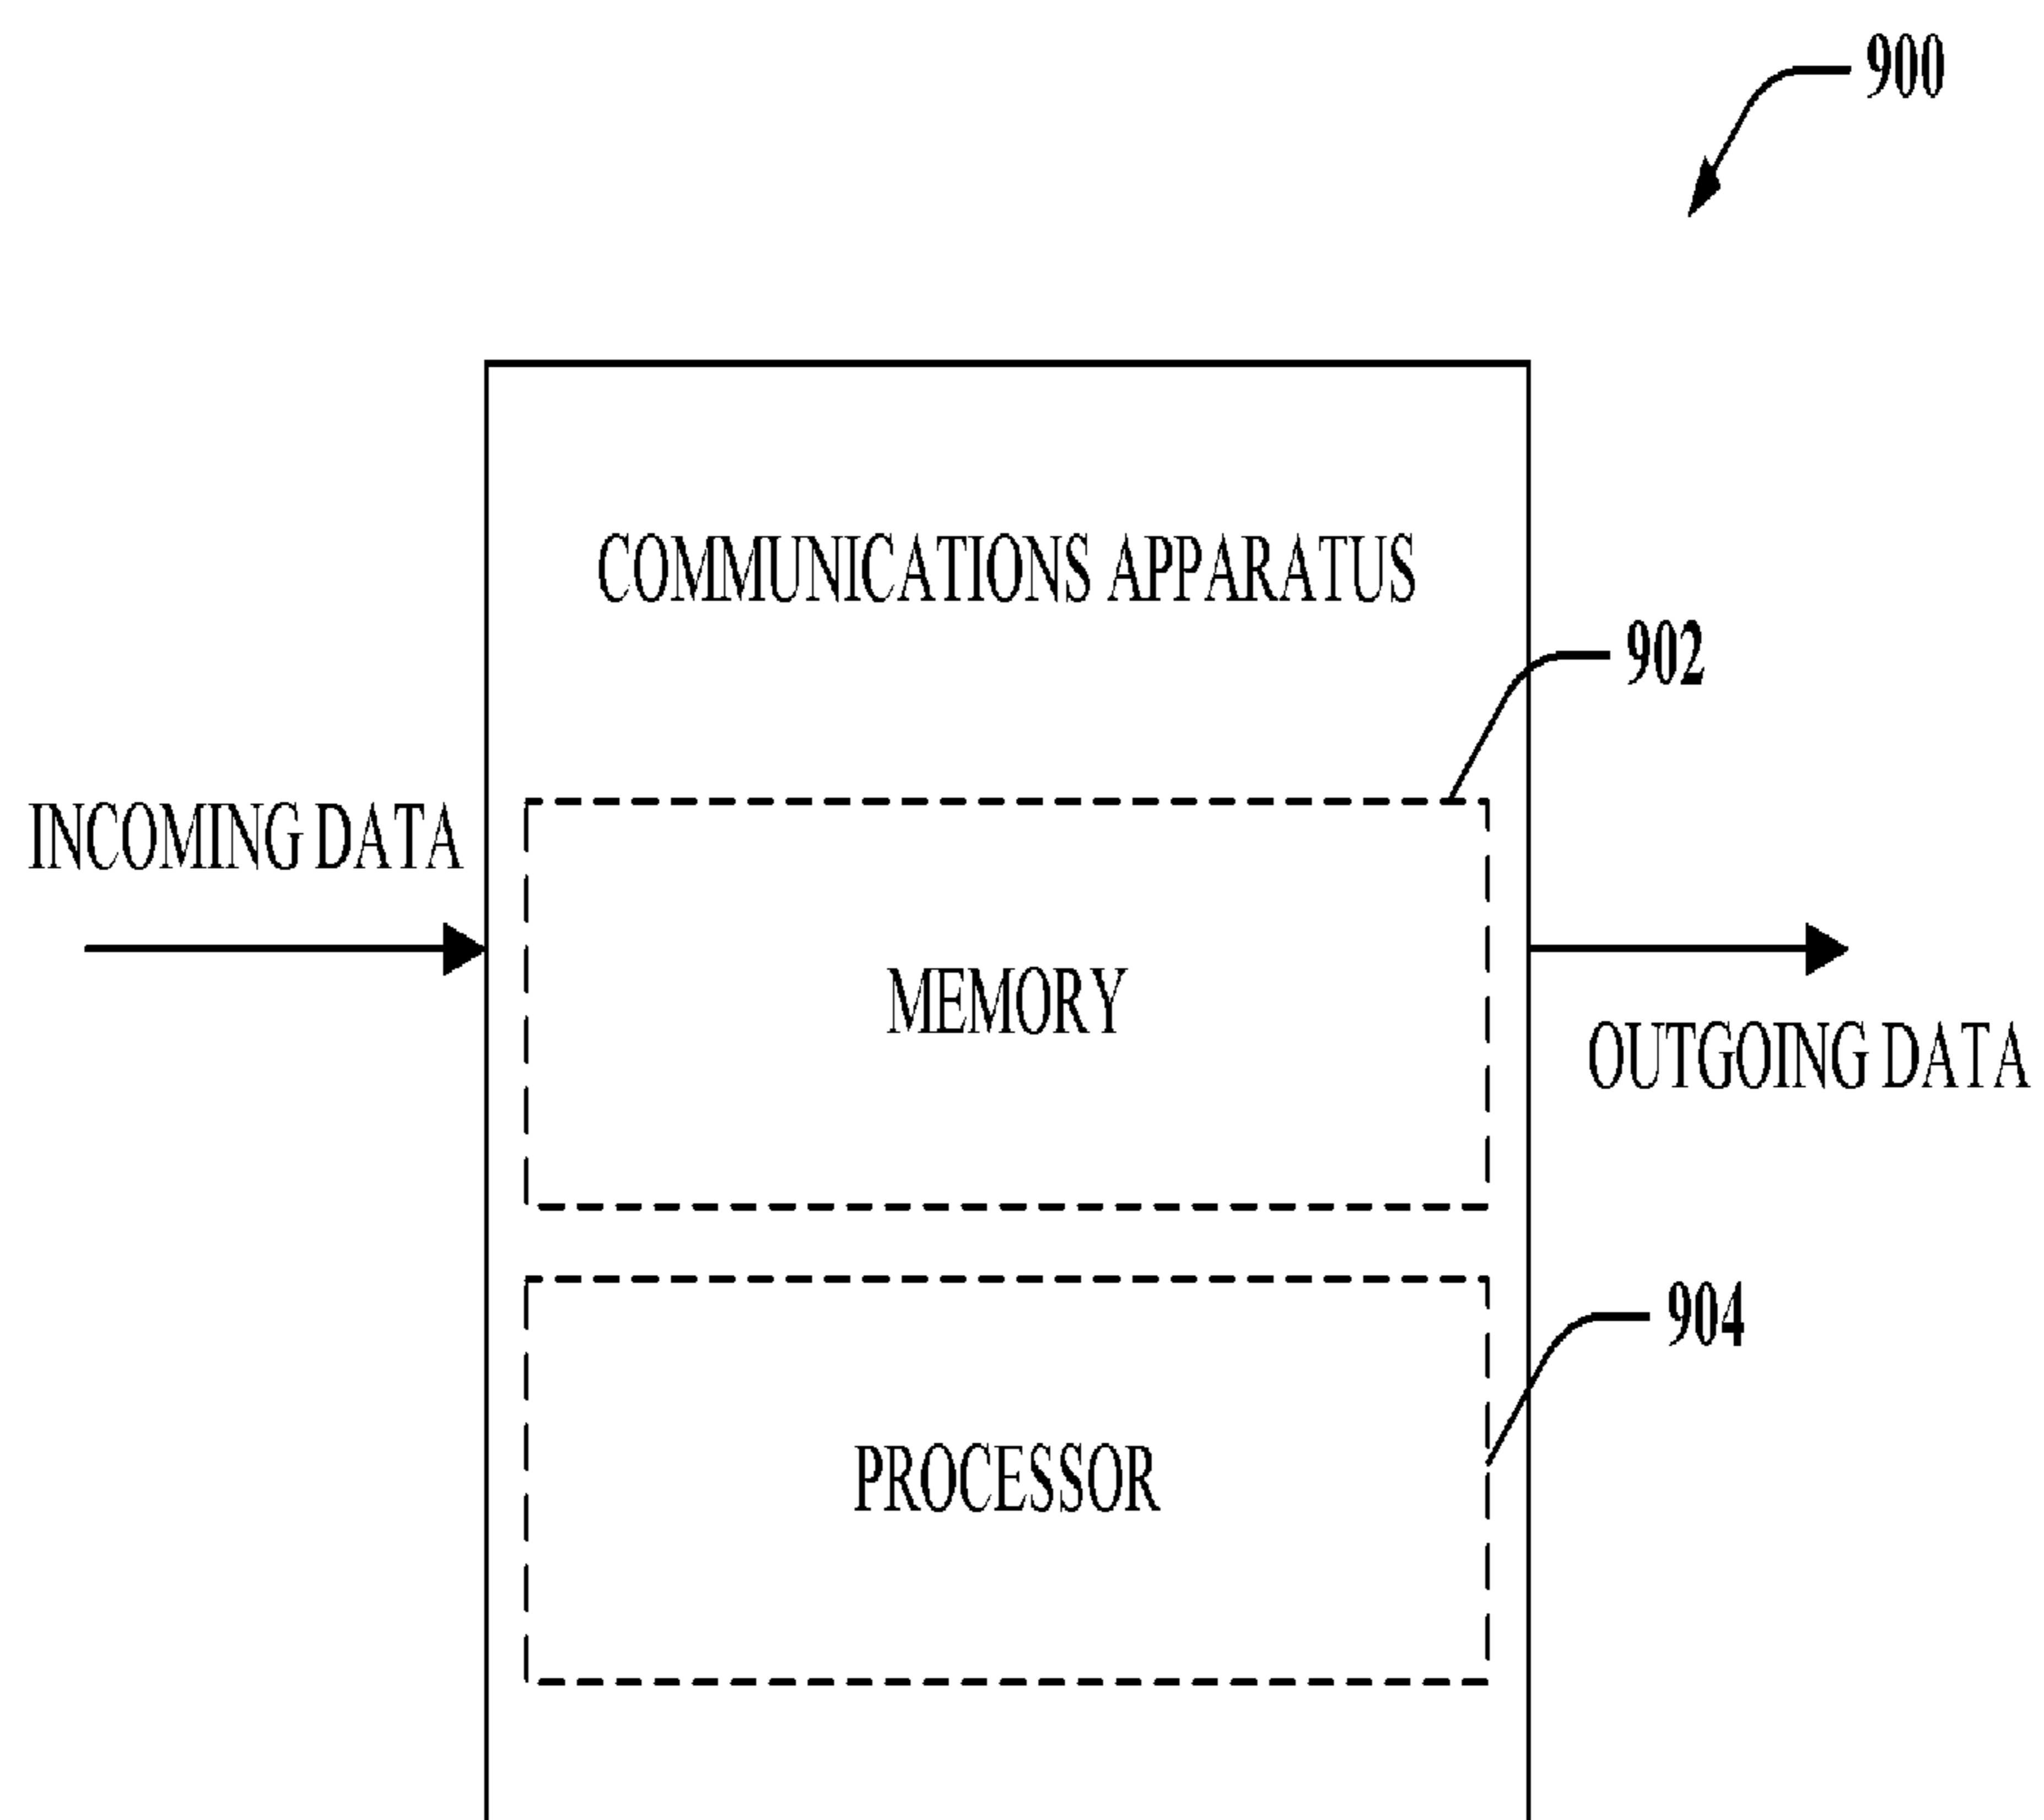 900
COMMUNICATIONS APPARATUS
902
INCOMING DATA
MEMORY
OUTGOING DATA
904
PROCESSOR